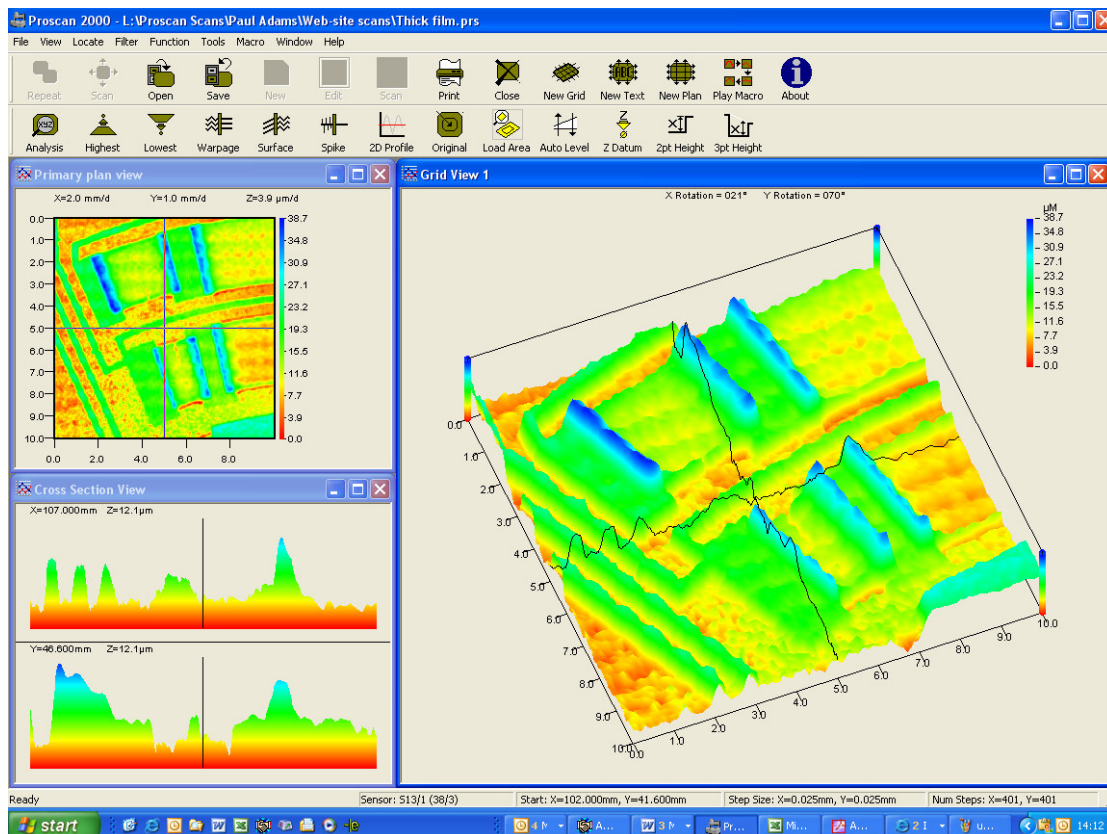 Proscan 2000 - L:\Proscan Scans\Paul Adams\Web-site scans\Thick film.prs
File View Locate Filter Function Tools Macro Window Help
Repeat Scan Open Save New Edit Scan Print Close New Grid New Text New Plan Play Macro About
Analysis Highest Lowest Warpage Surface Spike 2D Profile Original Load Area Auto Level Z Datum 2pt Height 3pt Height
Primary plan view
X=2.0 mm/d Y=1.0 mm/d Z=3.9 µm/d
0.0
1.0
2.0
3.0
4.0
5.0
6.0
7.0
8.0
9.0
10.0
0.0 2.0 4.0 6.0 8.0
38.7
34.8
30.9
27.1
23.2
19.3
15.5
11.6
7.7
3.9
0.0
Cross Section View
X=107.000mm Z=12.1µm
Y=46.600mm Z=12.1µm
Grid View 1
X Rotation = 021° Y Rotation = 070°
µM
38.7
34.8
30.9
27.1
23.2
19.3
15.5
11.6
7.7
3.9
0.0
0.0
1.0
2.0
3.0
4.0
5.0
6.0
7.0
8.0
9.0
10.0
0.0 1.0 2.0 3.0 4.0 5.0 6.0 7.0 8.0 9.0 10.0
Ready Sensor: S13/1 (38/3) Start: X=102.000mm, Y=41.600mm Step Size: X=0.025mm, Y=0.025mm Num Steps: X=401, Y=401
start 4 A... 3 Pr... Mi... A... 2 I u... 14:12